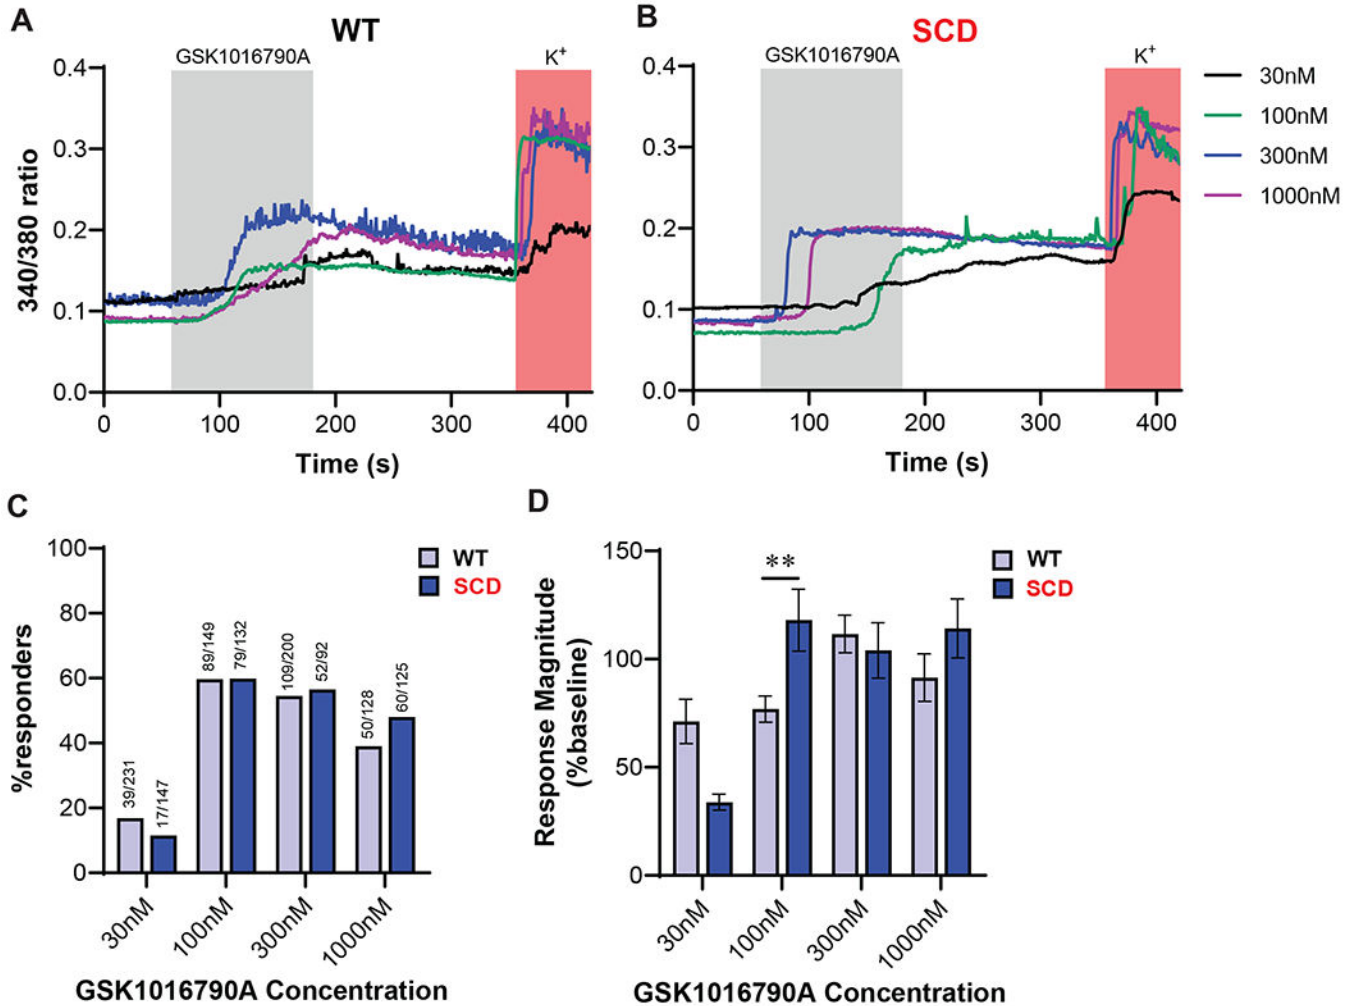 A
WT
GSK1016790A
K+
0.4
0.3
0.2
0.1
0.0
340/380 ratio
0
100
200
300
400
Time (s)
B
SCD
GSK1016790A
K+
0.4
0.3
0.2
0.1
0.0
0
100
200
300
400
Time (s)
30nM
100nM
300nM
1000nM
C
100
80
60
40
20
0
%responders
WT
SCD
39/231
17/147
89/149
79/132
109/200
52/92
50/128
60/125
30nM
100nM
300nM
1000nM
GSK1016790A Concentration
D
150
100
50
0
Response Magnitude
(%baseline)
**
WT
SCD
30nM
100nM
300nM
1000nM
GSK1016790A Concentration